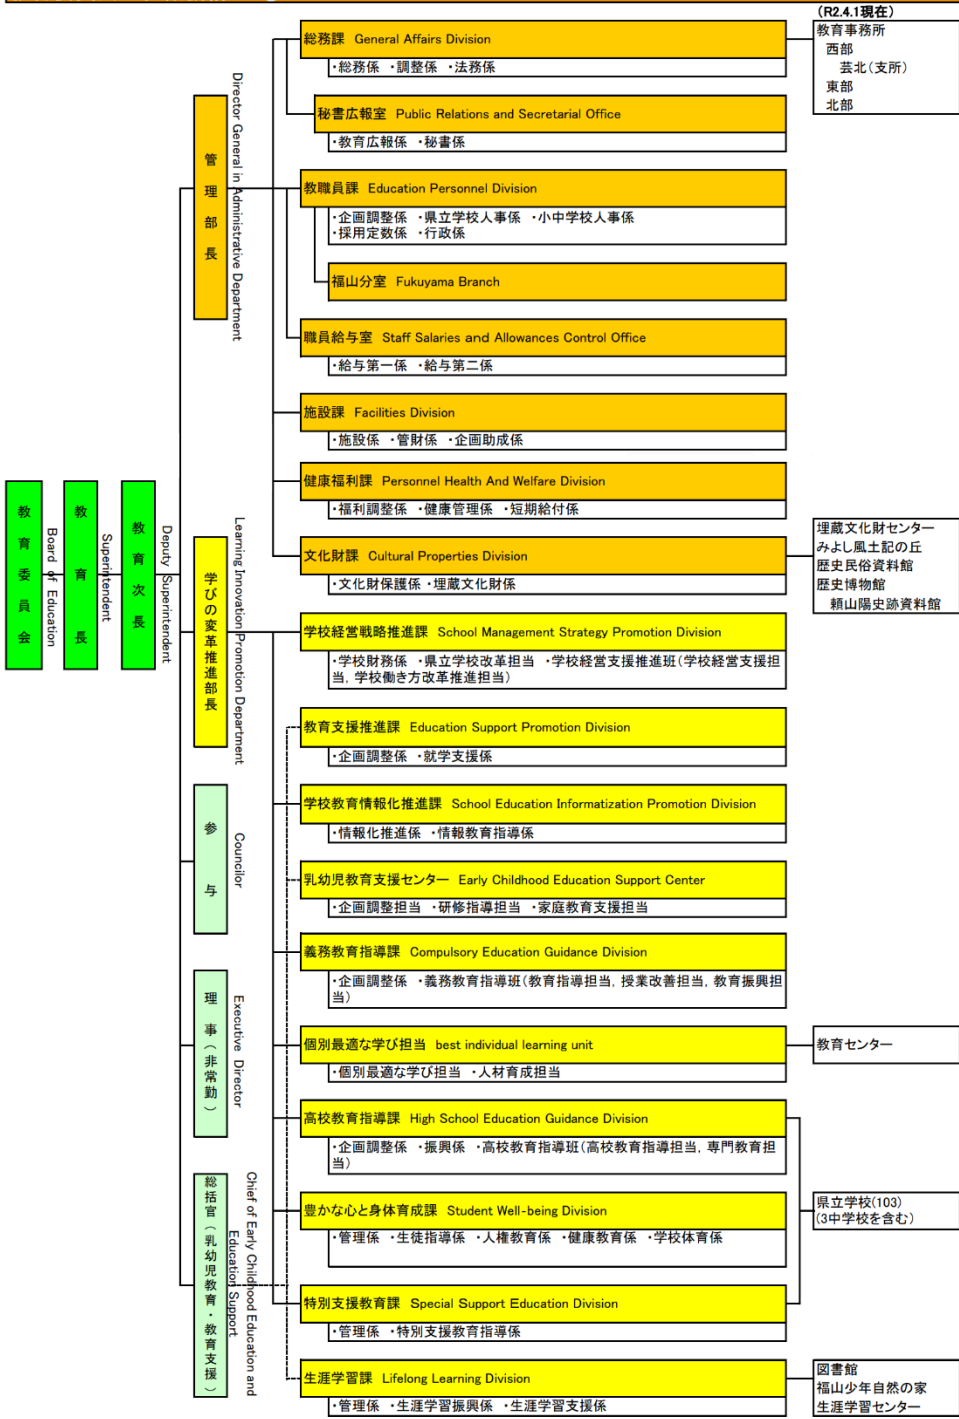 (R2.4.1現在)
総務課 General Affairs Division
・総務係 ・調整係 ・法務係
教育事務所
西部
芸北(支所)
東部
北部
秘書広報室 Public Relations and Secretarial Office
・教育広報係 ・秘書係
管理部長
Director General in Administrative Department
教職員課 Education Personnel Division
・企画調整係 ・県立学校人事係 ・小中学校人事係
・採用定数係 ・行政係
福山分室 Fukuyama Branch
職員給与室 Staff Salaries and Allowances Control Office
・給与第一係 ・給与第二係
施設課 Facilities Division
・施設係 ・管財係 ・企画助成係
健康福利課 Personnel Health And Welfare Division
・福利調整係 ・健康管理係 ・短期給付係
文化財課 Cultural Properties Division
・文化財保護係 ・埋蔵文化財係
埋蔵文化財センター
みよし風土記の丘
歴史民俗資料館
歴史博物館
頼山陽史跡資料館
教育委員会
Board of Education
教育長
Superintendent
教育次長
Deputy Superintendent
学びの変革推進部長
Learning Innovation Promotion Department
学校経営戦略推進課 School Management Strategy Promotion Division
・学校財務係 ・県立学校改革担当 ・学校経営支援推進班(学校経営支援担
当, 学校働き方改革推進担当)
教育支援推進課 Education Support Promotion Division
・企画調整係 ・就学支援係
学校教育情報化推進課 School Education Informatization Promotion Division
・情報化推進係 ・情報教育指導係
参与
Councilor
乳幼児教育支援センター Early Childhood Education Support Center
・企画調整担当 ・研修指導担当 ・家庭教育支援担当
義務教育指導課 Compulsory Education Guidance Division
・企画調整係 ・義務教育指導班(教育指導担当, 授業改善担当, 教育振興担
当)
理事(非常勤)
Executive Director
個別最適な学び担当 best individual learning unit
・個別最適な学び担当 ・人材育成担当
教育センター
高校教育指導課 High School Education Guidance Division
・企画調整係 ・振興係 ・高校教育指導班(高校教育指導担当, 専門教育担
当)
総括官(乳幼児教育・教育支援)
Chief of Early Childhood Education and
Education Support
豊かな心と身体育成課 Student Well-being Division
・管理係 ・生徒指導係 ・人権教育係 ・健康教育係 ・学校体育係
県立学校(103)
(3中学校を含む)
特別支援教育課 Special Support Education Division
・管理係 ・特別支援教育指導係
生涯学習課 Lifelong Learning Division
・管理係 ・生涯学習振興係 ・生涯学習支援係
図書館
福山少年自然の家
生涯学習センター